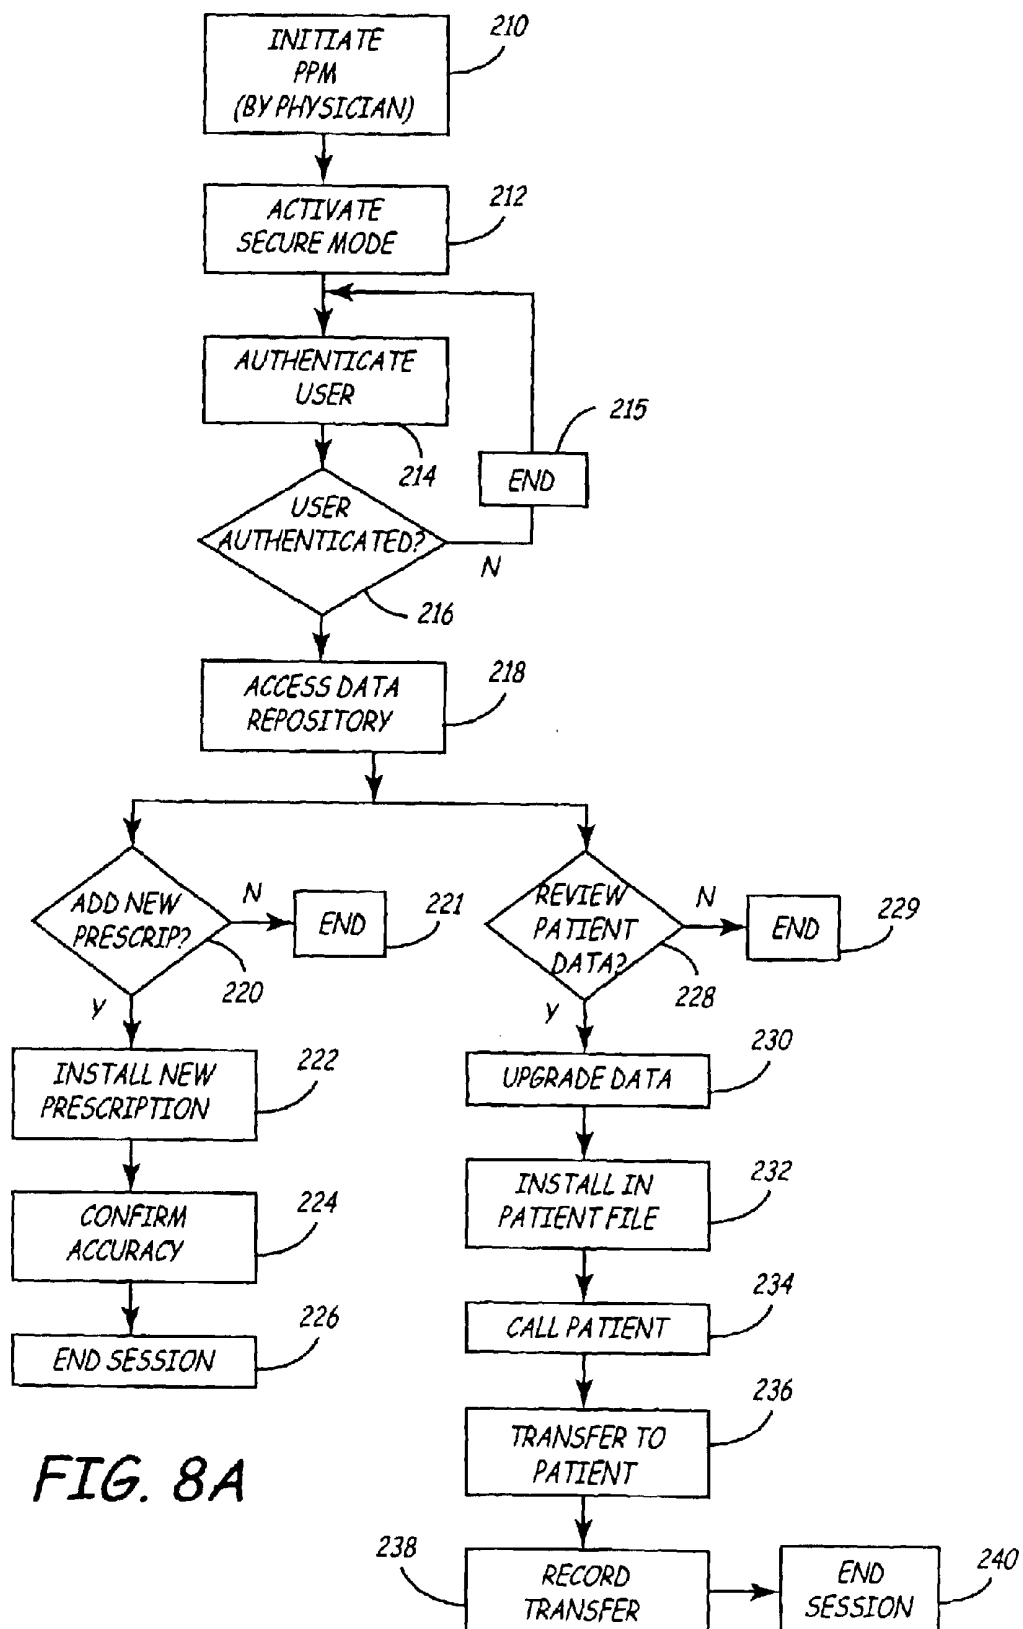 INITIATE
PPM
(BY PHYSICIAN)
210
ACTIVATE
SECURE MODE
212
AUTHENTICATE
USER
214
215
END
USER
AUTHENTICATED?
N
216
ACCESS DATA
REPOSITORY
218
ADD NEW
PRESCRIP?
N
END
221
220
Y
REVIEW
PATIENT
DATA?
N
END
229
228
Y
INSTALL NEW
PRESCRIPTION
222
CONFIRM
ACCURACY
224
END SESSION
226
UPGRADE DATA
230
INSTALL IN
PATIENT FILE
232
CALL PATIENT
234
TRANSFER TO
PATIENT
236
238
RECORD
TRANSFER
END
SESSION
240
FIG. 8A